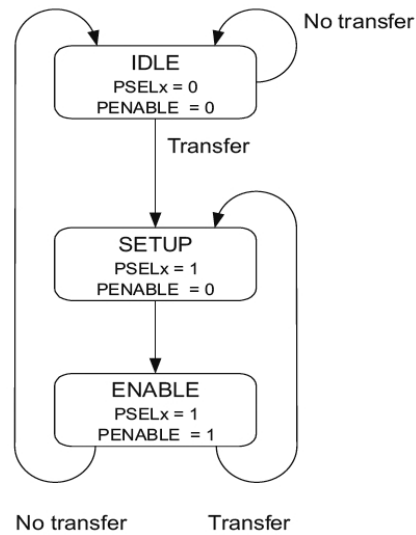 No transfer
IDLE
PSELx = 0
PENABLE = 0
Transfer
SETUP
PSELx = 1
PENABLE = 0
ENABLE
PSELx = 1
PENABLE = 1
No transfer
Transfer